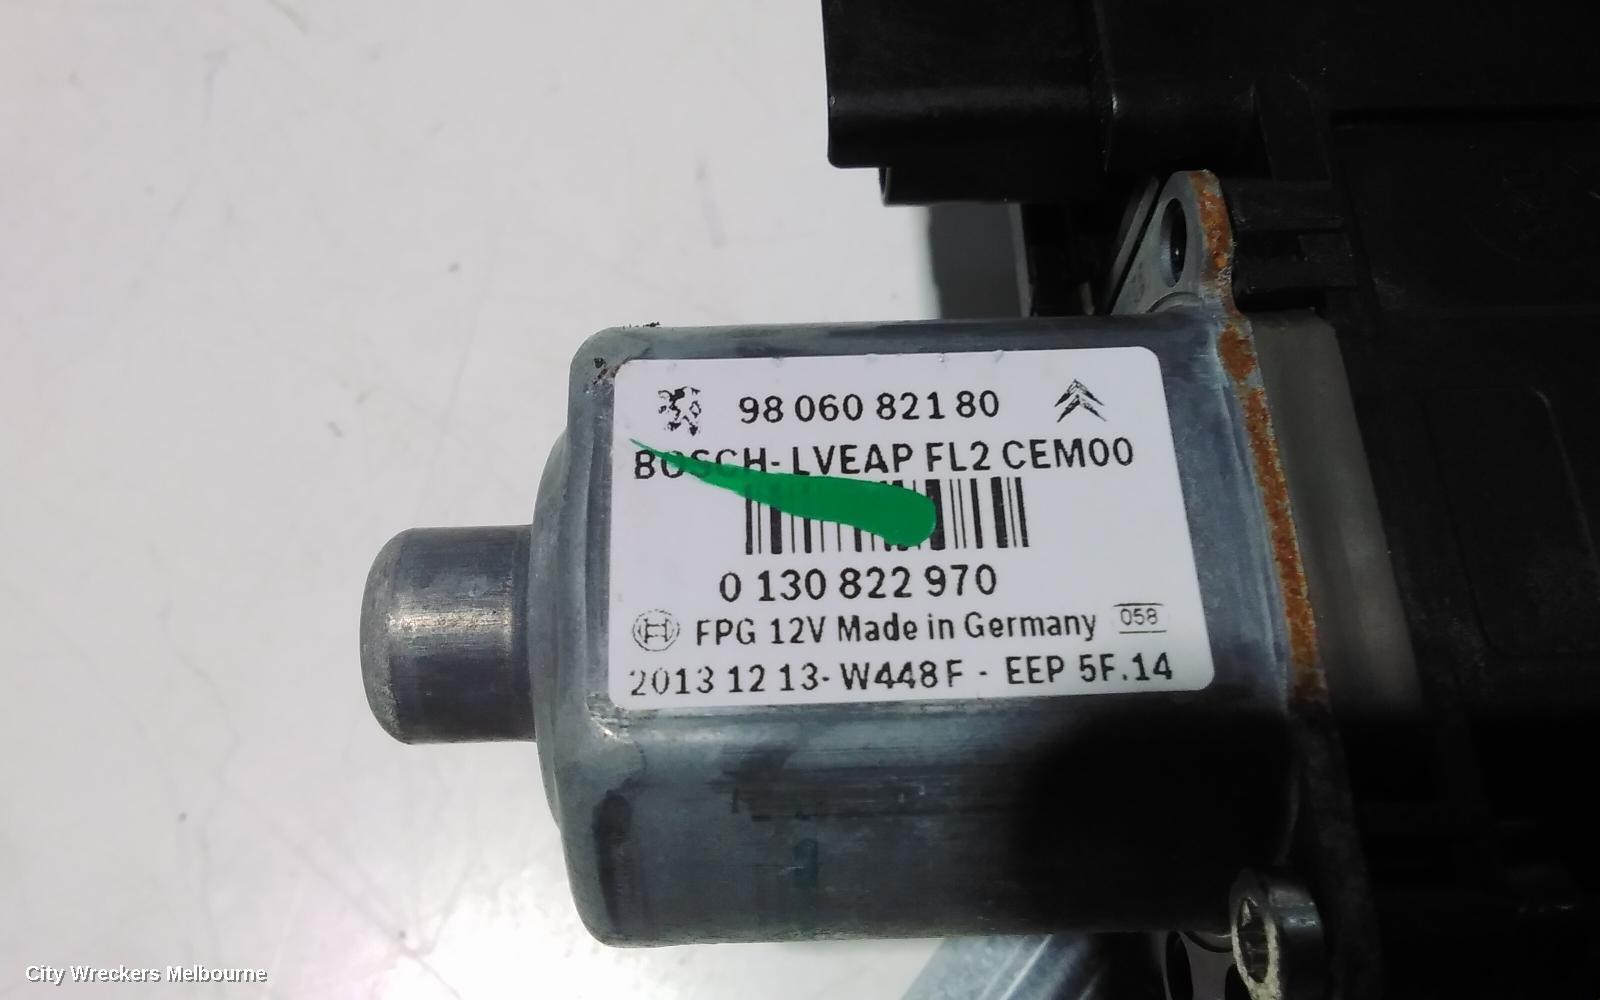 98 060 821 80
BOSCH- LVEAP FL2 CEM00
0 130 822 970
FPG 12V Made in Germany 058
2013 12 13- W448F - EEP 5F.14
City Wreckers Melbourne